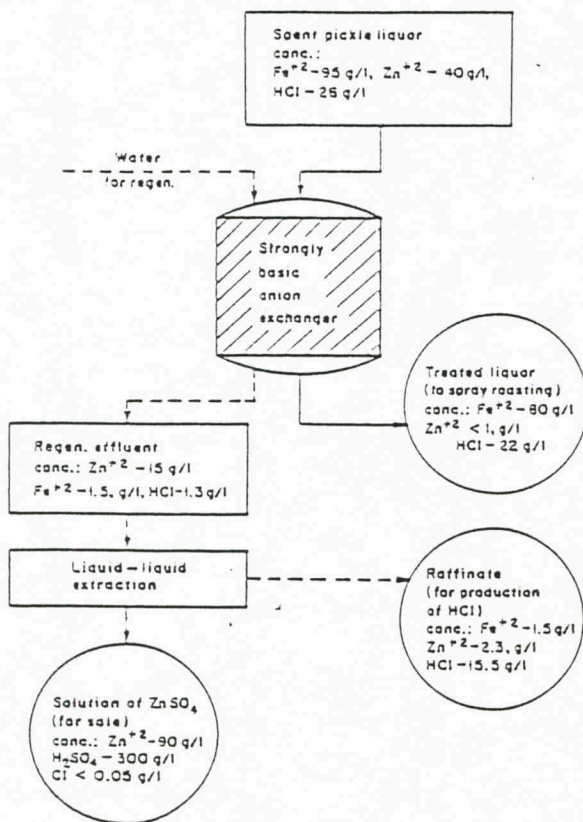 Spent pickle liquor
conc.:
Fe+2-95 g/l, Zn+2- 40 g/l,
HCl-26 g/l
Water
for regen.
Strongly
basic
anion
exchanger
Treated liquor
(to spray roasting)
conc.: Fe+2-80 g/l
Zn+2 <1, g/l
HCl-22 g/l
Regen. effluent
conc.: Zn+2-15 g/l
Fe+2-1.5, g/l, HCl-1.3 g/l
Liquid-liquid
extraction
Raffinate
(for production
of HCl)
conc.: Fe+2-1.5 g/l
Zn+2-2.3, g/l
HCl-15.5 g/l
Solution of ZnSO4
(for sale)
conc.: Zn+2-90 g/l
H2SO4-300 g/l
Cl < 0.05 g/l